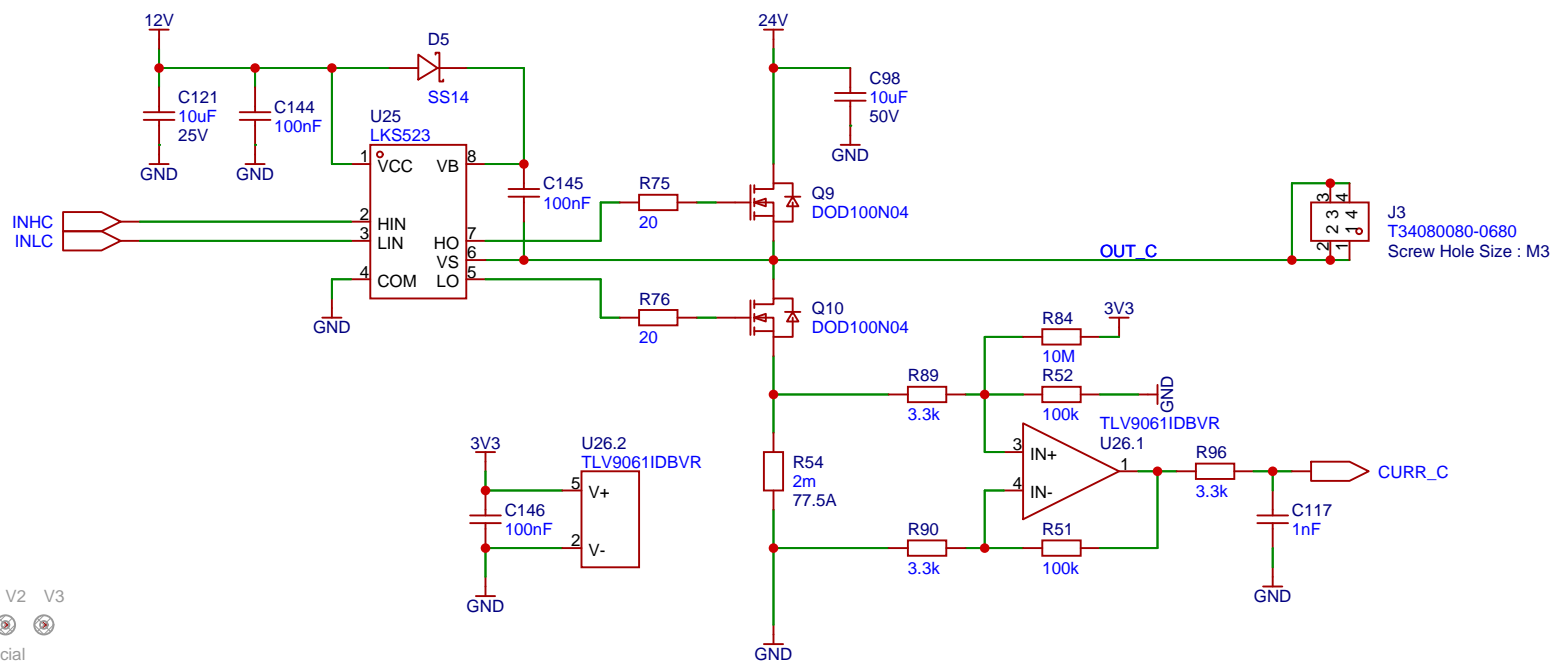 12V
24V
D5
SS14
C121
10uF
25V
C144
100nF
U25
LKS523
C98
10uF
50V
GND
GND
GND
1
VCC
VB
8
C145
100nF
R75
20
Q9
DOD100N04
INHC
INLC
2
HIN
3
LIN
HO
7
VS
6
4
COM
LO
5
GND
OUT_C
3
4
3
4
2
1
2
1
J3
T34080080-0680
Screw Hole Size : M3
R76
20
Q10
DOD100N04
R84
10M
3V3
R89
3.3k
R52
100k
GND
TLV9061IDBVR
U26.1
3
IN+
4
IN-
1
R96
3.3k
CURR_C
C117
1nF
GND
R54
2m
77.5A
R90
3.3k
R51
100k
GND
3V3
U26.2
TLV9061IDBVR
5
V+
C146
100nF
2
V-
GND
V2 V3
cial